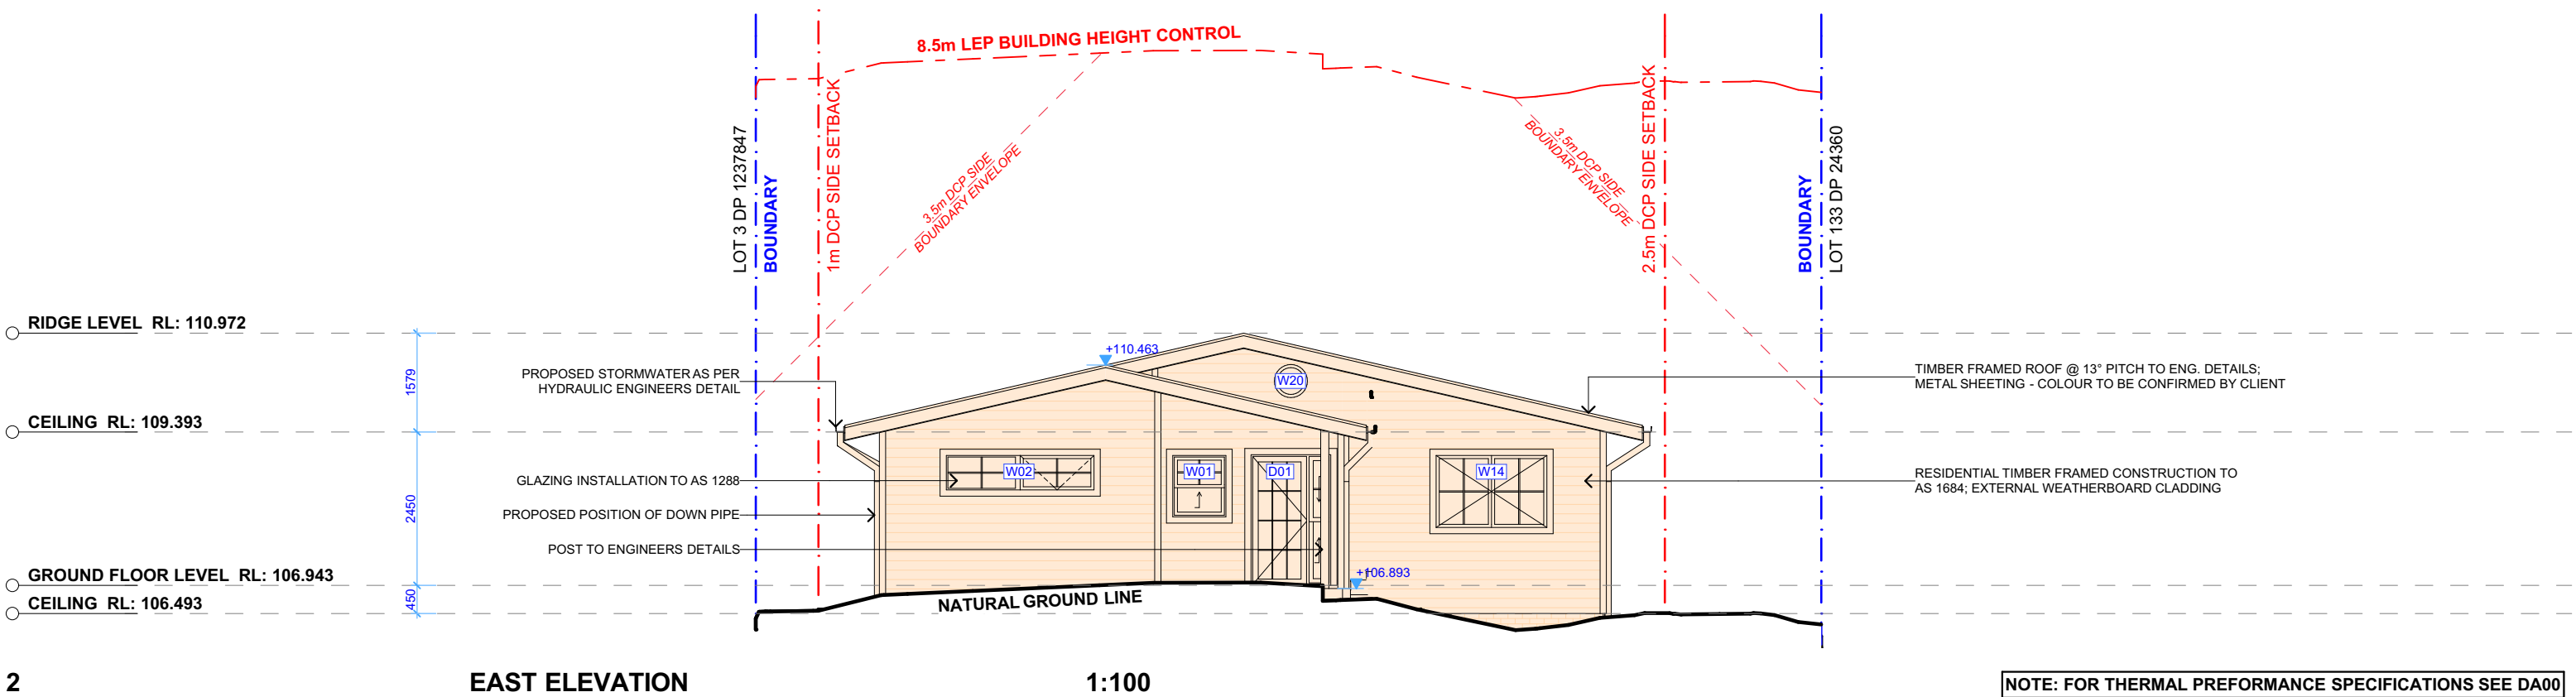 8.5m LEP BUILDING HEIGHT CONTROL
LOT 3 DP 1237847
BOUNDARY
1m DCP SIDE SETBACK
3.5m DCP SIDE
BOUNDARY ENVELOPE
3.5m DCP SIDE
BOUNDARY ENVELOPE
2.5m DCP SIDE SETBACK
BOUNDARY
LOT 133 DP 24360
RIDGE LEVEL RL: 110.972
+110.463
1579
PROPOSED STORMWATER AS PER
HYDRAULIC ENGINEERS DETAIL
W20
TIMBER FRAMED ROOF @ 13° PITCH TO ENG. DETAILS;
METAL SHEETING - COLOUR TO BE CONFIRMED BY CLIENT
CEILING RL: 109.393
W02
W01
D01
W14
GLAZING INSTALLATION TO AS 1288
RESIDENTIAL TIMBER FRAMED CONSTRUCTION TO
AS 1684; EXTERNAL WEATHERBOARD CLADDING
2450
PROPOSED POSITION OF DOWN PIPE
POST TO ENGINEERS DETAILS
GROUND FLOOR LEVEL RL: 106.943
+106.893
450
CEILING RL: 106.493
NATURAL GROUND LINE
2
EAST ELEVATION
1:100
NOTE: FOR THERMAL PREFORMANCE SPECIFICATIONS SEE DA00